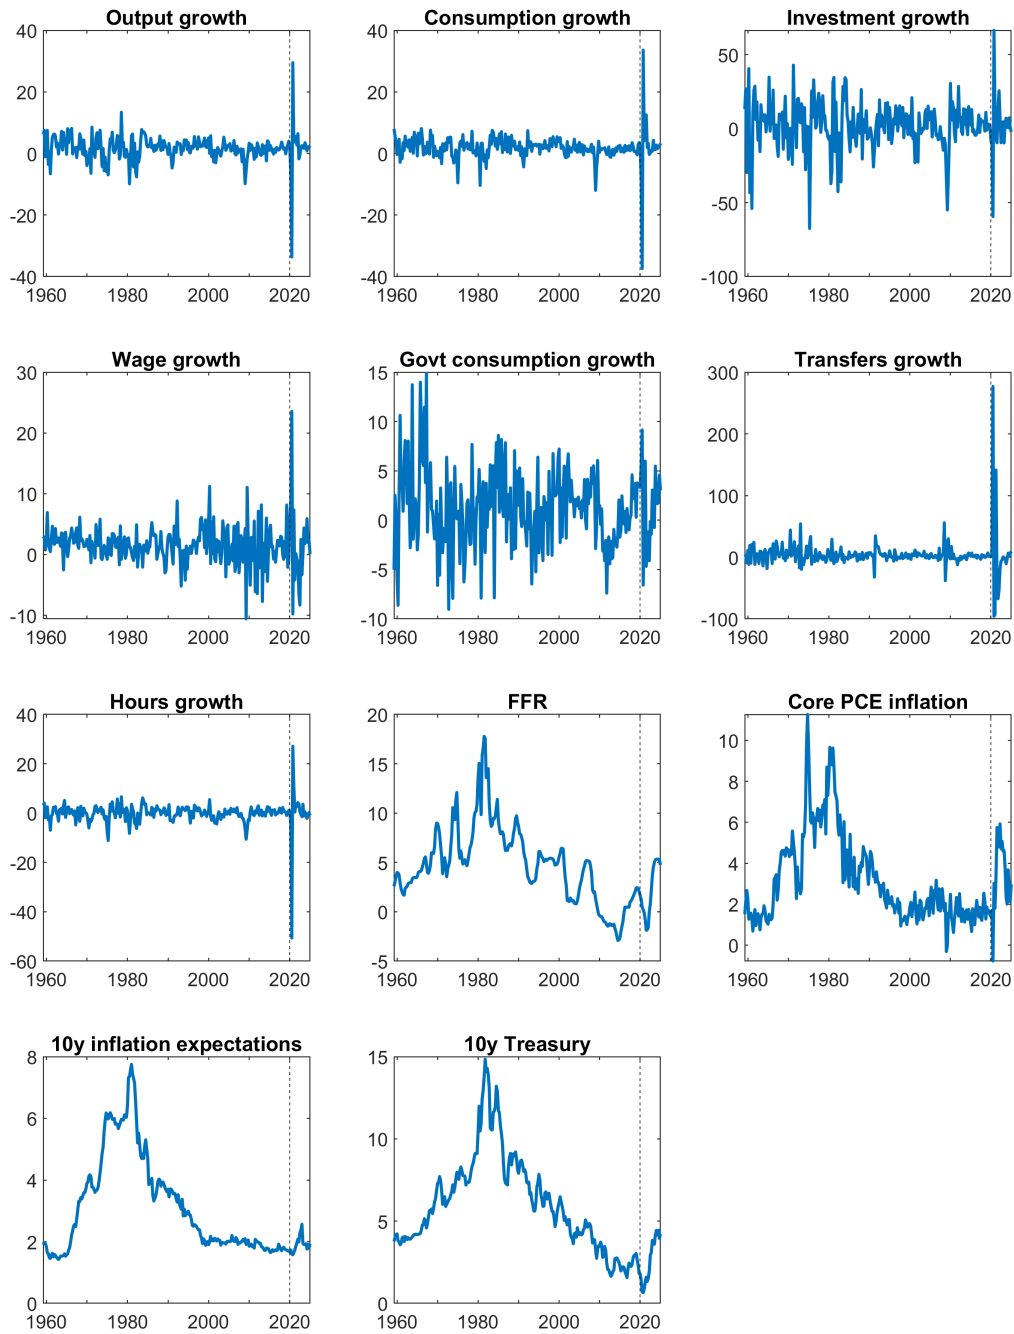 Output growth
40
20
0
-20
-40
1960 1980 2000 2020
Consumption growth
40
20
0
-20
-40
1960 1980 2000 2020
Investment growth
50
0
-50
-100
1960 1980 2000 2020
Wage growth
30
20
10
0
-10
1960 1980 2000 2020
Govt consumption growth
15
10
5
0
-5
-10
1960 1980 2000 2020
Transfers growth
300
200
100
0
-100
1960 1980 2000 2020
Hours growth
40
20
0
-20
-40
-60
1960 1980 2000 2020
FFR
20
15
10
5
0
-5
1960 1980 2000 2020
Core PCE inflation
10
8
6
4
2
0
1960 1980 2000 2020
10y inflation expectations
8
6
4
2
0
1960 1980 2000 2020
10y Treasury
15
10
5
0
1960 1980 2000 2020